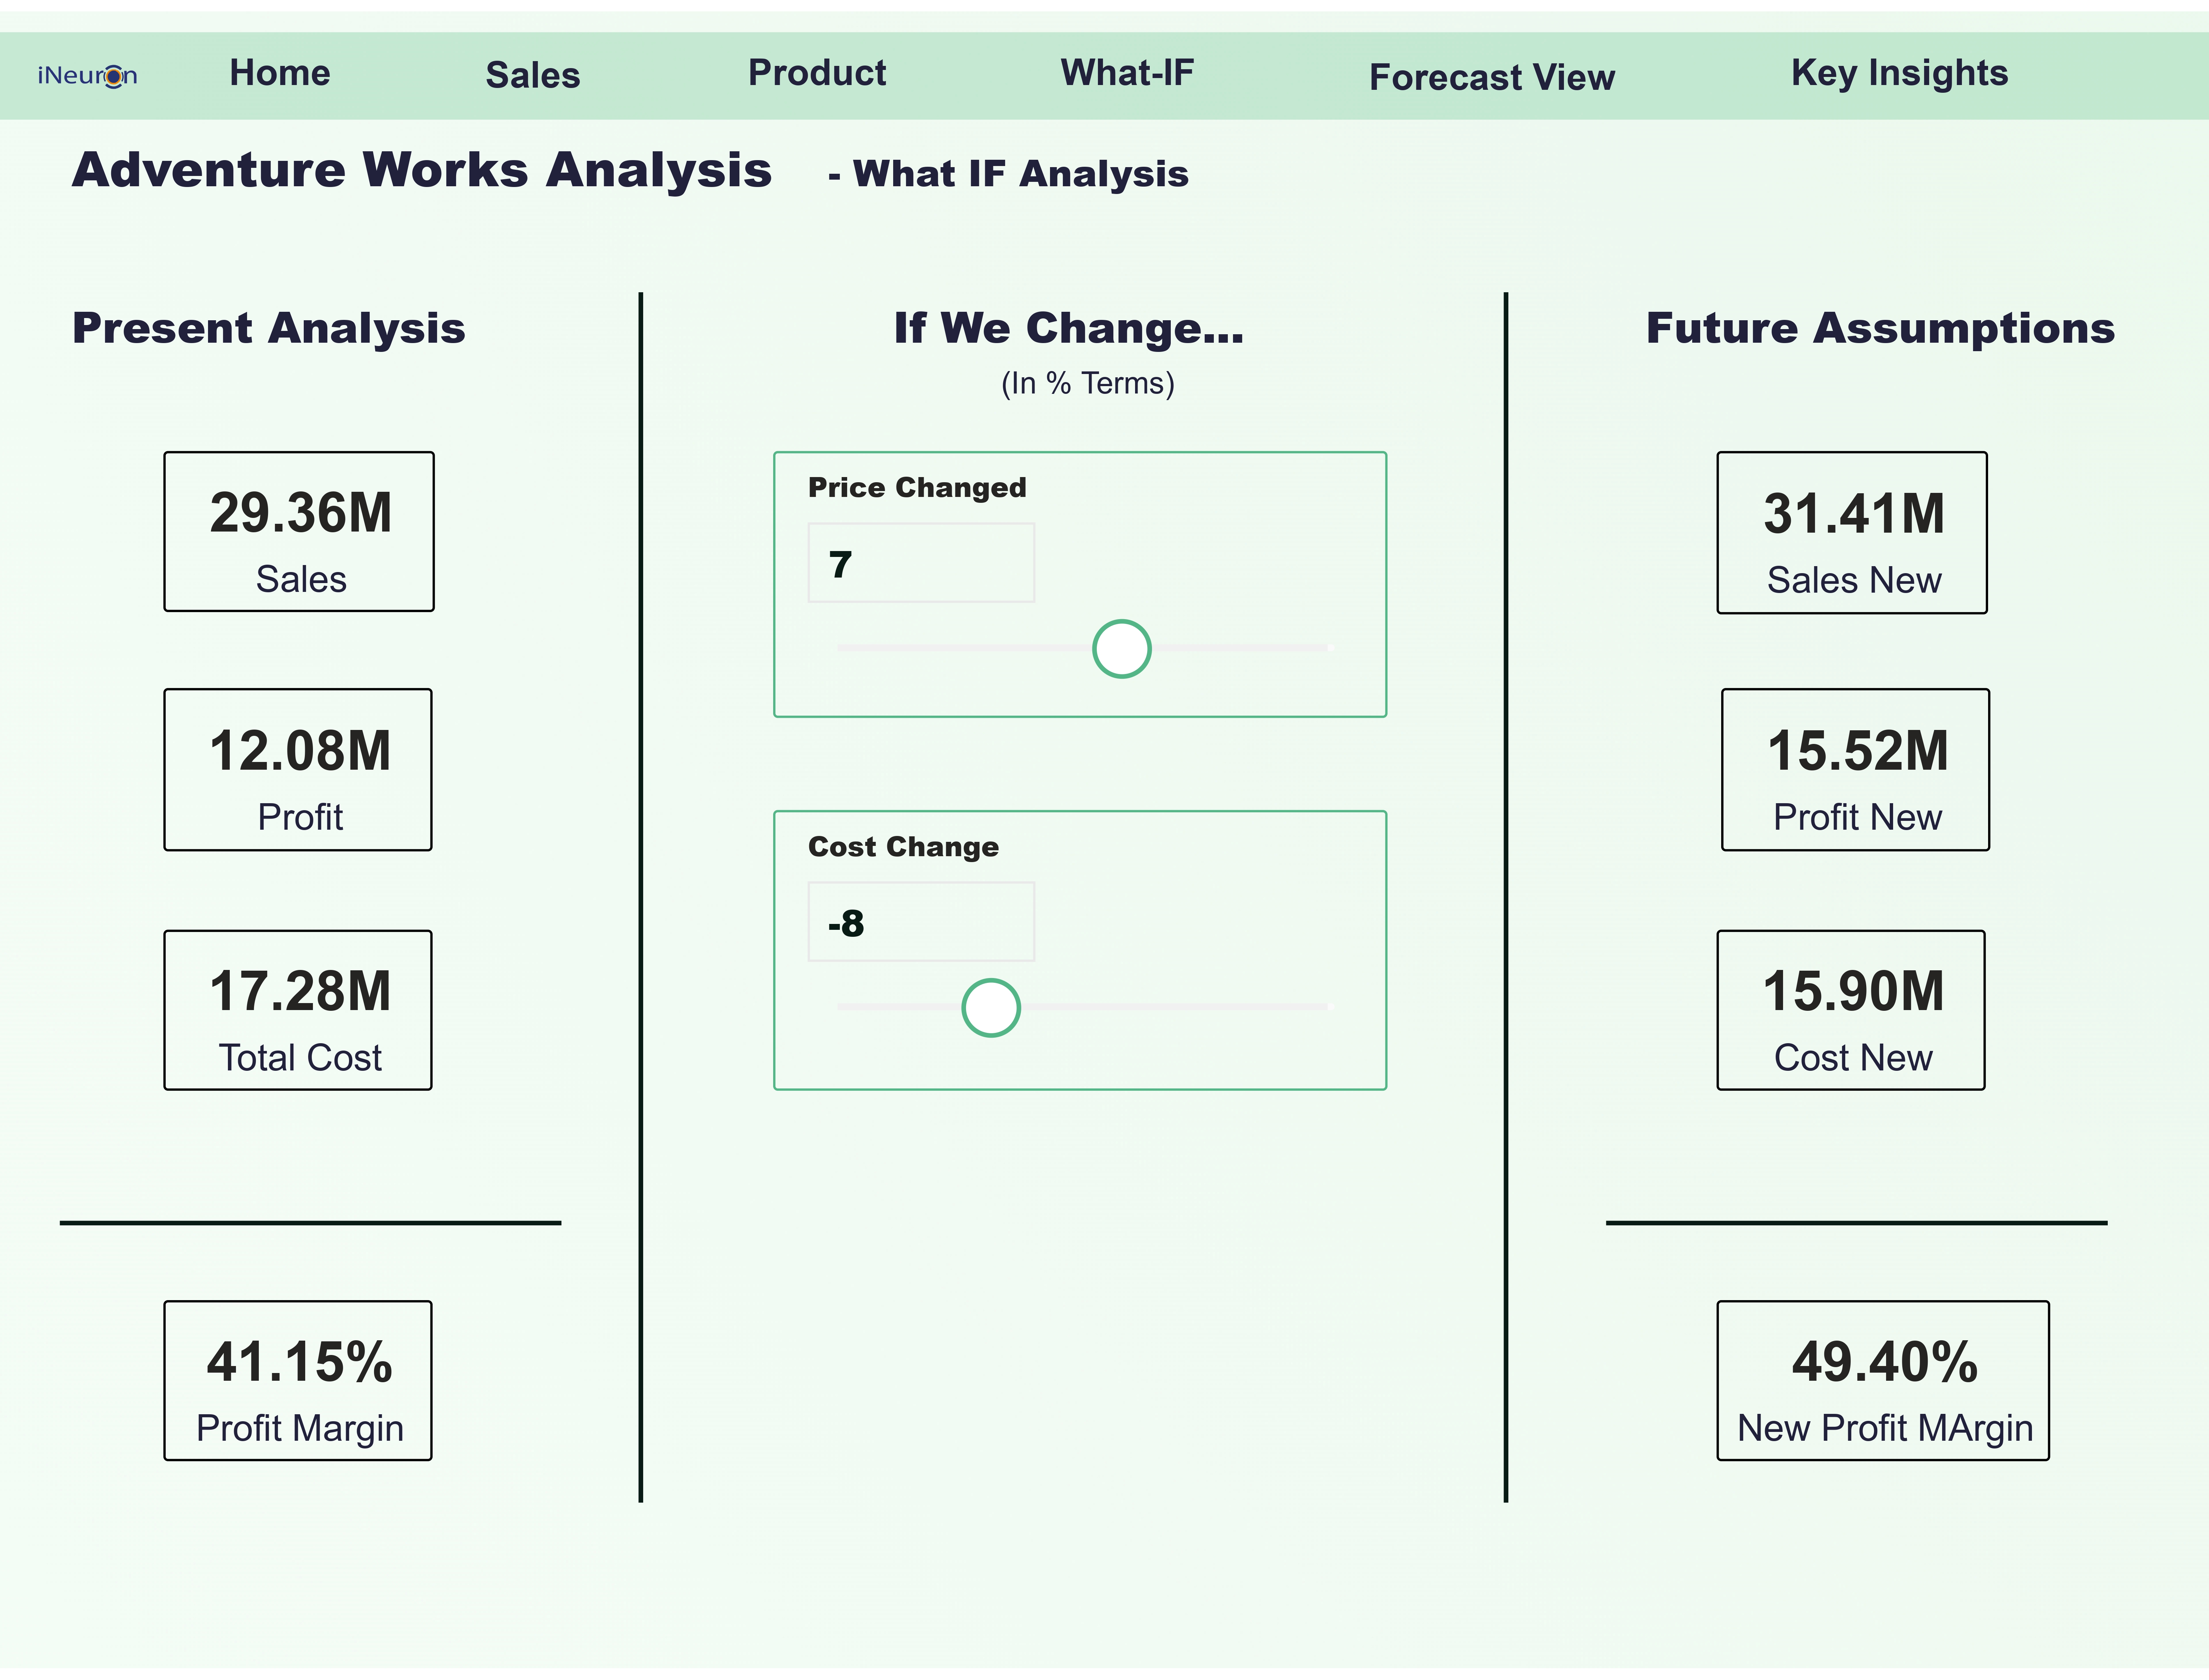 iNeuron
Home
Sales
Product
What-IF
Forecast View
Key Insights
Adventure Works Analysis
- What IF Analysis
Present Analysis
29.36M
Sales
12.08M
Profit
17.28M
Total Cost
41.15%
Profit Margin
If We Change...
(In % Terms)
Price Changed
7
Cost Change
-8
Future Assumptions
31.41M
Sales New
15.52M
Profit New
15.90M
Cost New
49.40%
New Profit MArgin